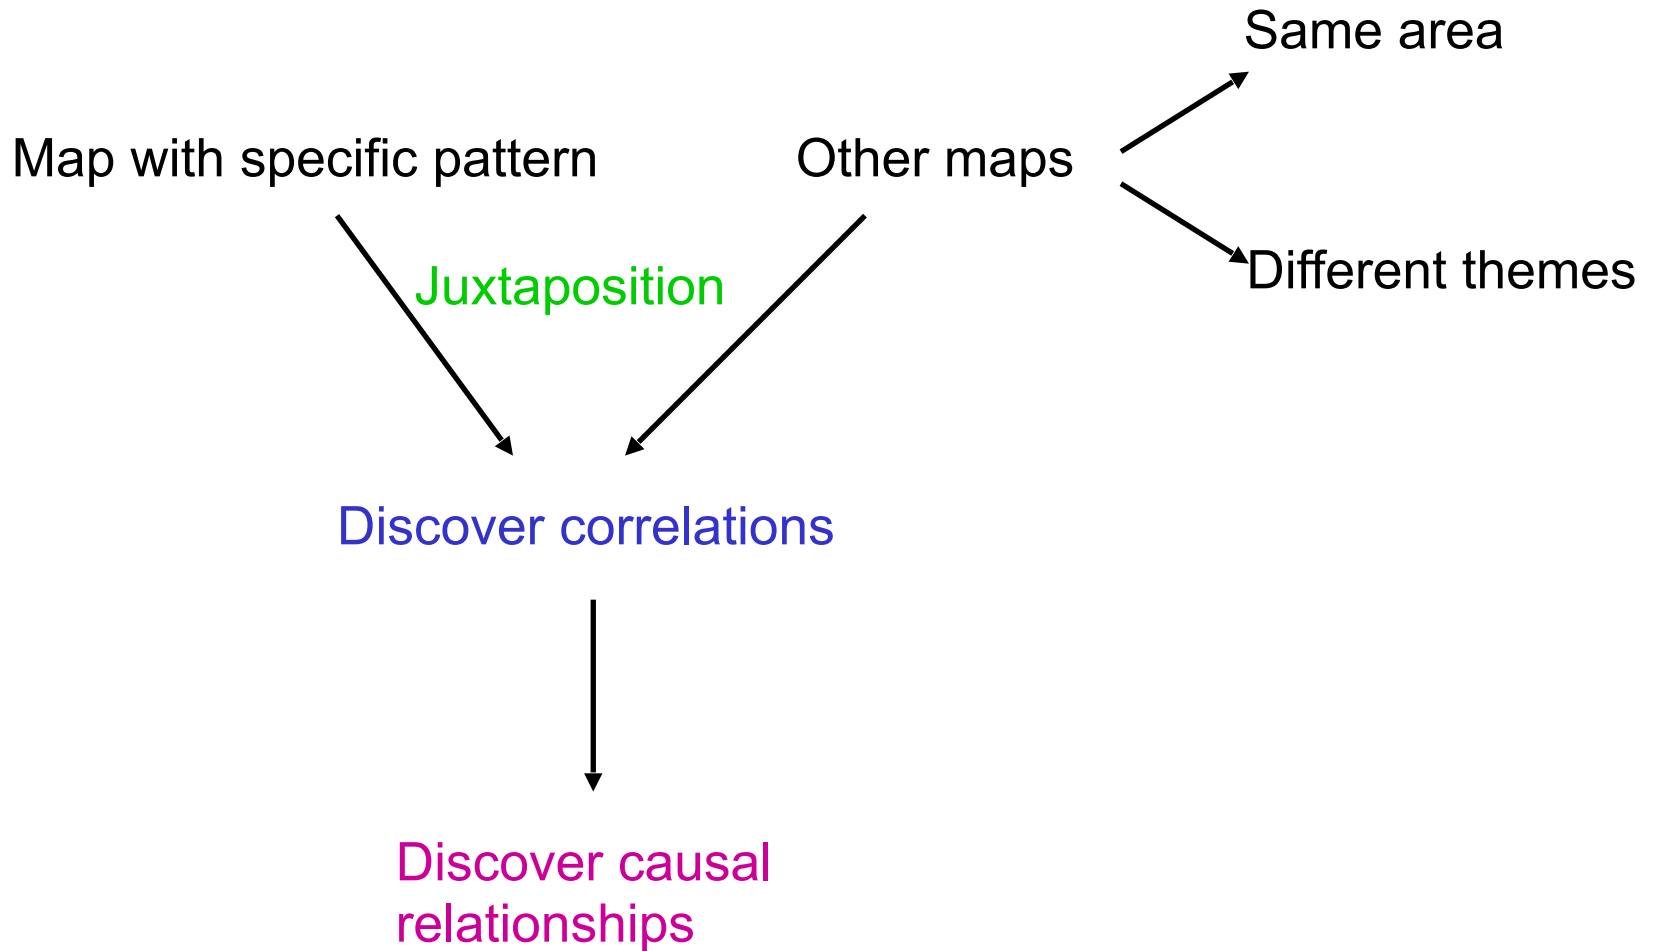 Same area
Map with specific pattern
Other maps
Different themes
Juxtaposition
Discover correlations
Discover causal
relationships